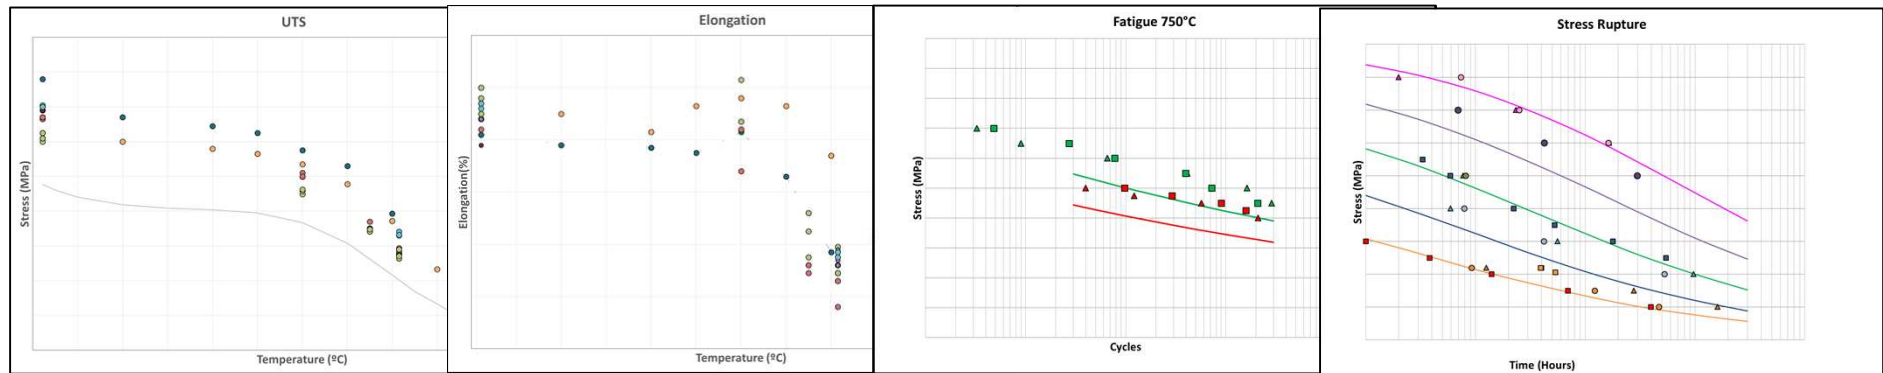 UTS
Stress (MPa)
Temperature (ºC)
Elongation
Elongation(%)
Temperature (ºC)
Fatigue 750°C
Stress (MPa)
Cycles
Stress Rupture
Stress (MPa)
Time (Hours)